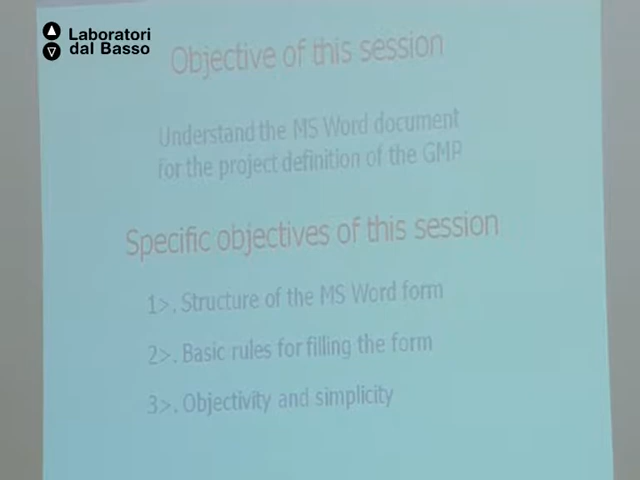 Laboratori
dal Basso
Objective of this session
Understand the MS Word document
for the project definition of the GMP
Specific objectives of this session
1>. Structure of the MS Word form
2>. Basic rules for filling the form
3>. Objectivity and simplicity